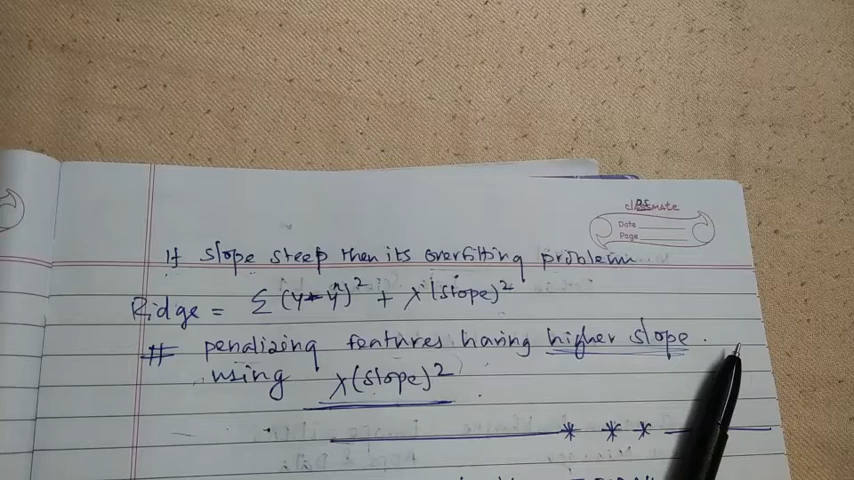 classmate
Date
Page
If slope steep then its overfitting problem
Ridge = Σ (y - ŷ)² + λ (slope)²
# penalizing features having higher slope.
using λ(slope)²
* * *